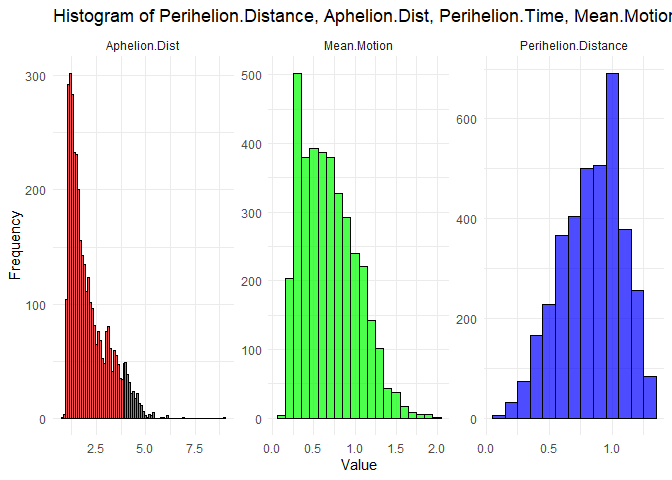 Histogram of Perihelion.Distance, Aphelion.Dist, Perihelion.Time, Mean.Motion
Aphelion.Dist
Mean.Motion
Perihelion.Distance
Frequency
300
200
100
0
2.5 5.0 7.5
500
400
300
200
100
0
0.0 0.5 1.0 1.5 2.0
600
400
200
0
0.0 0.5 1.0
Value